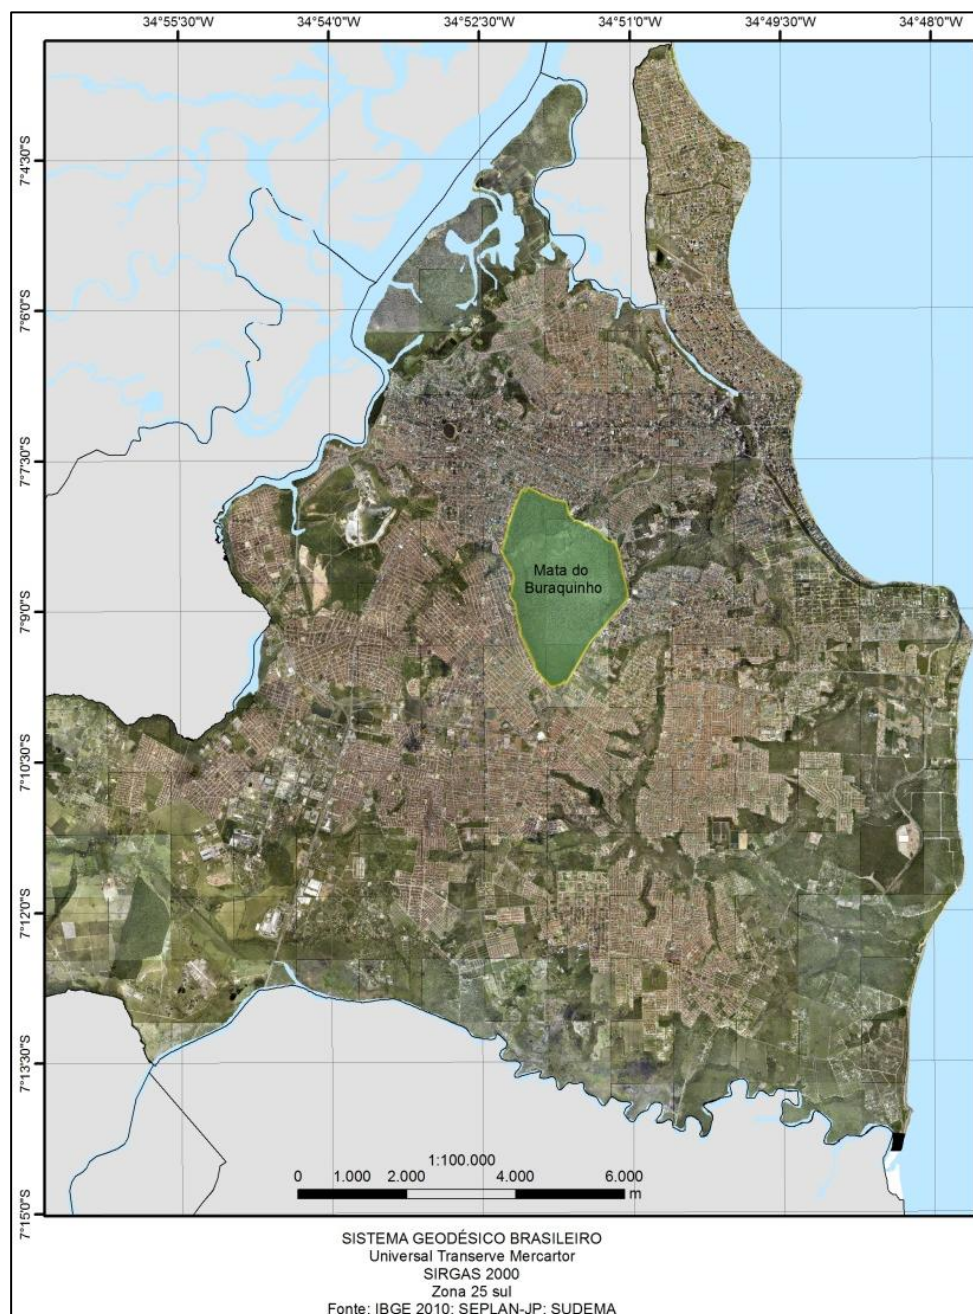 34°55'30"W 34°54'0"W 34°52'30"W 34°51'0"W 34°49'30"W 34°48'0"W
7°4'30"S
7°6'0"S
7°7'30"S
Mata do
Buraquinho
7°9'0"S
7°10'30"S
7°12'0"S
7°13'30"S
7°15'0"S
1:100.000
0 1.000 2.000 4.000 6.000
m
SISTEMA GEODÉSICO BRASILEIRO
Universal Transerve Mercartor
SIRGAS 2000
Zona 25 sul
Fonte: IBGE 2010; SEPLAN-JP; SUDEMA